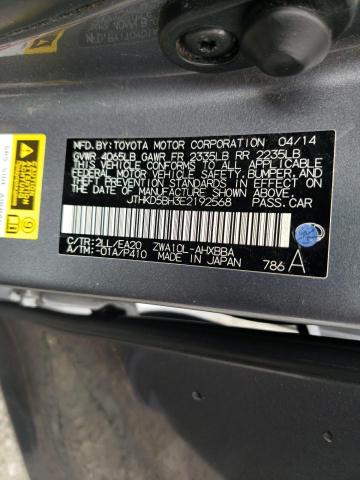 MFD.BY: TOYOTA MOTOR CORPORATION 04/14
GVWR 4065LB GAWR FR 2335LB RR 2235LB
THIS VEHICLE CONFORMS TO ALL APPLICABLE
FEDERAL MOTOR VEHICLE SAFETY, BUMPER, AND
THEFT PREVENTION STANDARDS IN EFFECT ON THE
DATE OF MANUFACTURE SHOWN ABOVE.
JTHKD5BH3E2192568 PASS.CAR
C/TR: 2LL/EA20 ZWA10L-AHXBBA
A/TM: -01A/P410 MADE IN JAPAN 786 A